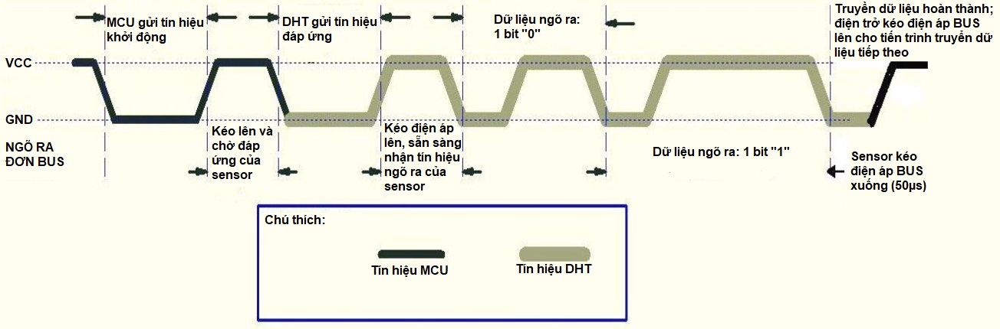 MCU gửi tín hiệu
khởi động
DHT gửi tín hiệu
đáp ứng
Dữ liệu ngõ ra:
1 bit "0"
Truyền dữ liệu hoàn thành;
điện trở kéo điện áp BUS
lên cho tiến trình truyền dữ
liệu tiếp theo
VCC
GND
NGÕ RA
ĐƠN BUS
Kéo lên và
chờ đáp
ứng của
sensor
Kéo điện áp
lên, sẵn sàng
nhận tín hiệu
ngõ ra của
sensor
Dữ liệu ngõ ra: 1 bit "1"
Sensor kéo
điện áp BUS
xuống (50µs)
Chú thích:
Tín hiệu MCU
Tín hiệu DHT